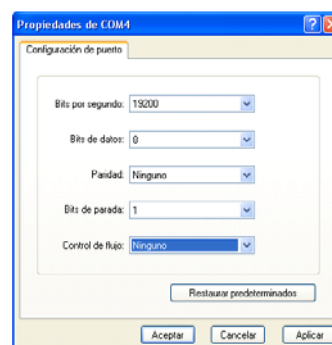 Propiedades de COM4
Configuración de puerto
Bits por segundo: 19200
Bits de datos: 8
Paridad: Ninguno
Bits de parada: 1
Control de flujo: Ninguno
Restaurar predeterminados
Aceptar Cancelar Aplicar